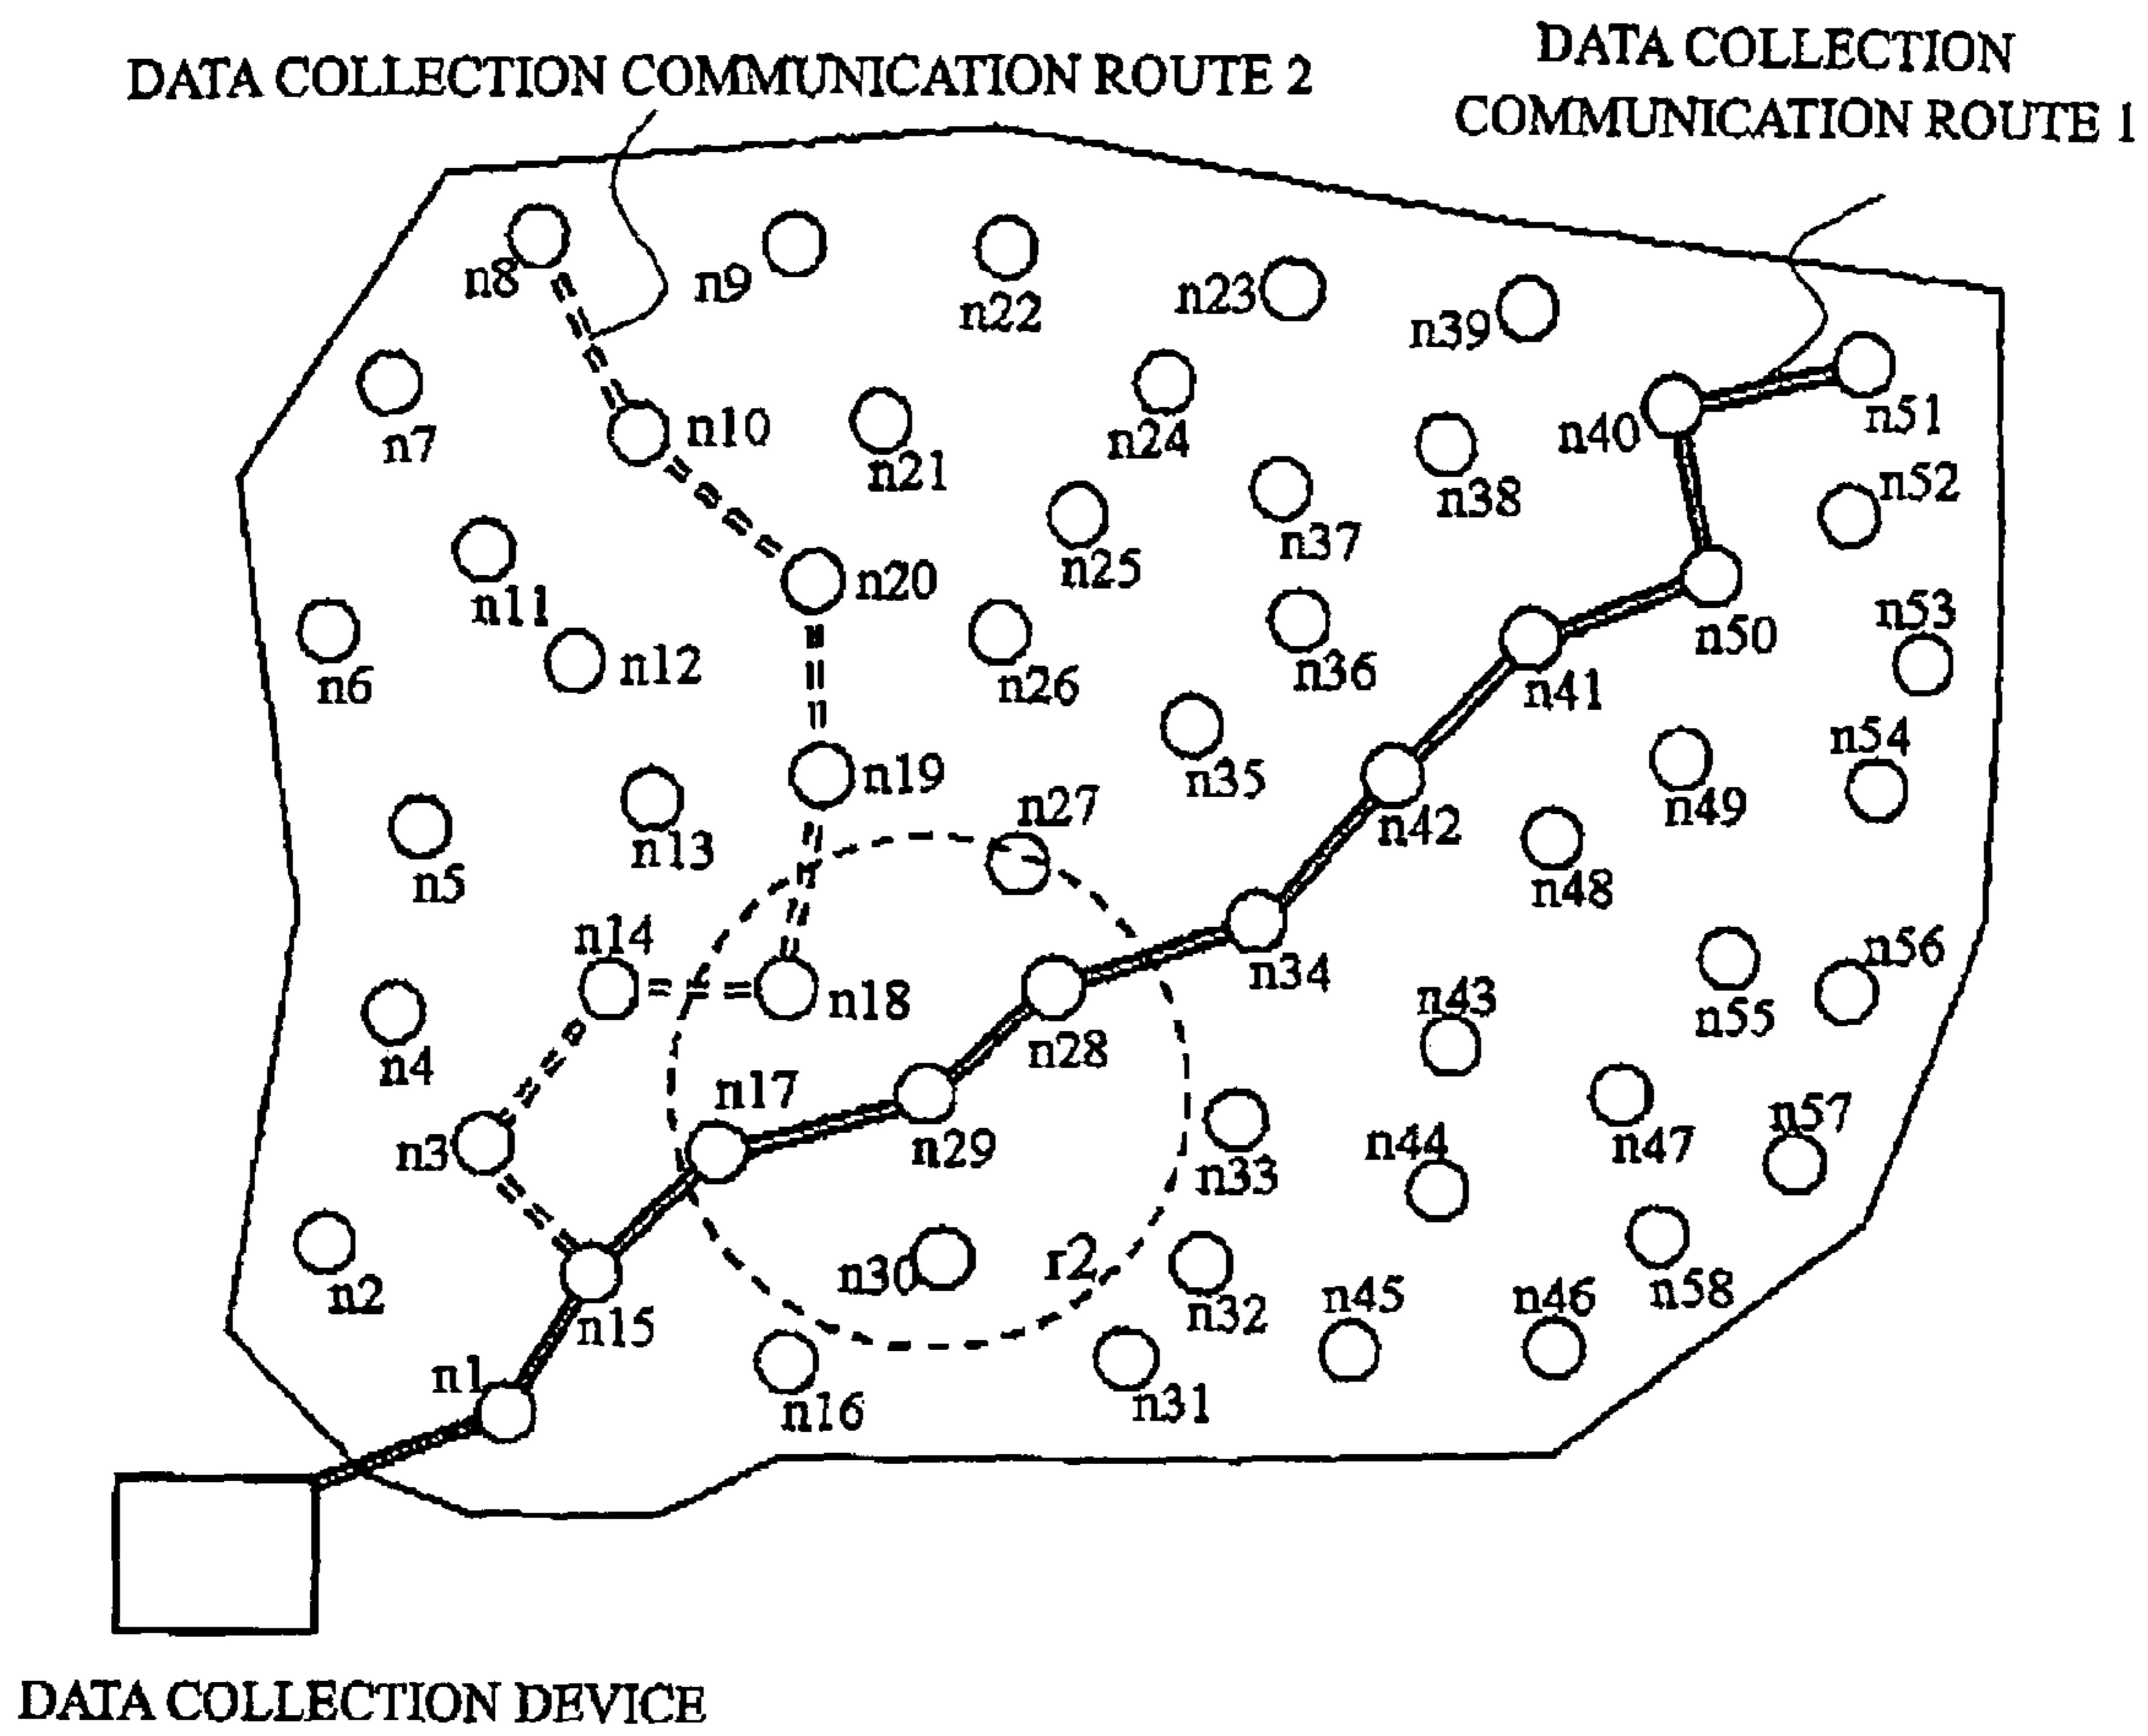 DATA COLLECTION COMMUNICATION ROUTE 2
DATA COLLECTION
COMMUNICATION ROUTE 1
n8
n9
n22
n23
n39
n7
n10
n21
n24
n40
n51
n38
n52
n11
n20
n25
n37
n6
n12
n26
n36
n41
n50
n53
n5
n13
n19
n27
n35
n42
n49
n54
n48
n14
n18
n34
n43
n55
n56
n4
n17
n28
n3
n29
n33
n44
n47
n57
n2
n15
n30
r2
n32
n45
n46
n58
n1
n16
n31
DATA COLLECTION DEVICE